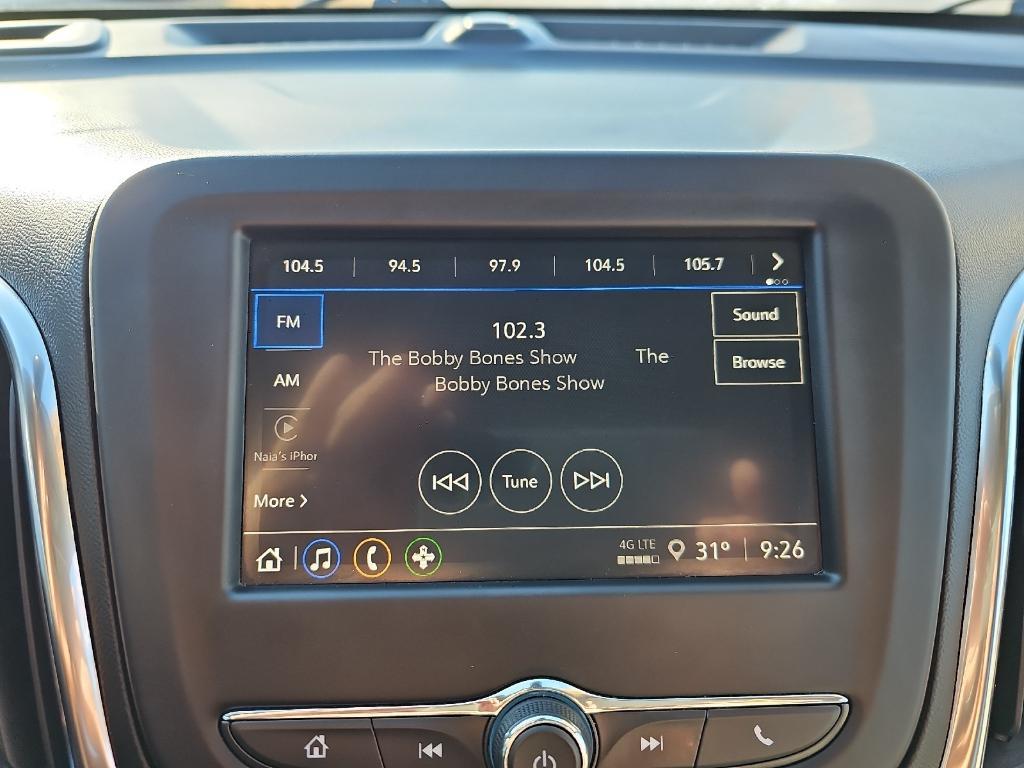 104.5 94.5 97.9 104.5 105.7
FM
102.3
Sound
The Bobby Bones Show The
Browse
AM
Bobby Bones Show
Naia's iPhor
More
Tune
4G LTE
31° 9:26